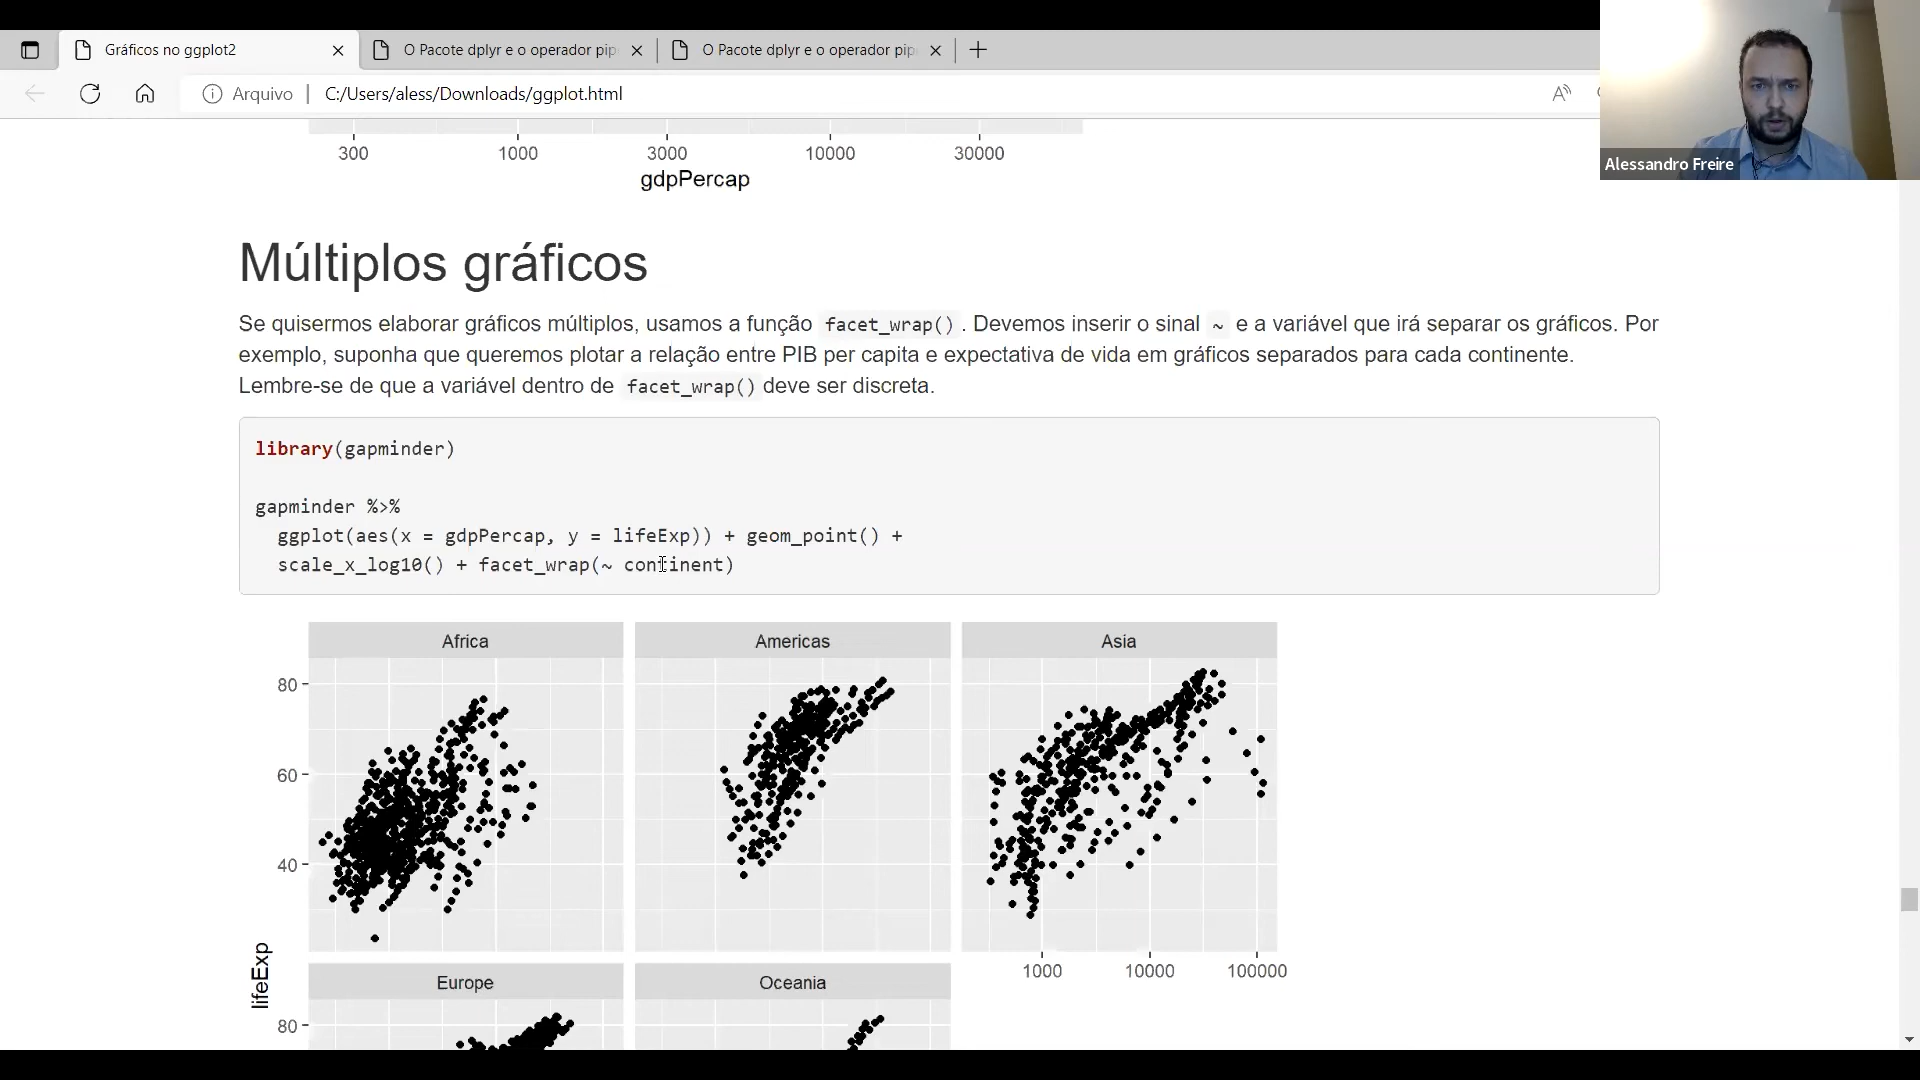 Gráficos no ggplot2
O Pacote dplyr e o operador pip
O Pacote dplyr e o operador pip
Arquivo
C:/Users/aless/Downloads/ggplot.html
Alessandro Freire
300 1000 3000 10000 30000
gdpPercap
Múltiplos gráficos
Se quisermos elaborar gráficos múltiplos, usamos a função facet_wrap() . Devemos inserir o sinal ~ e a variável que irá separar os gráficos. Por
exemplo, suponha que queremos plotar a relação entre PIB per capita e expectativa de vida em gráficos separados para cada continente.
Lembre-se de que a variável dentro de facet_wrap() deve ser discreta.
library(gapminder)
gapminder %>%
ggplot(aes(x = gdpPercap, y = lifeExp)) + geom_point() +
scale_x_log10() + facet_wrap(~ continent)
Africa Americas Asia
80
60
40
1000 10000 100000
lifeExp
Europe Oceania
80